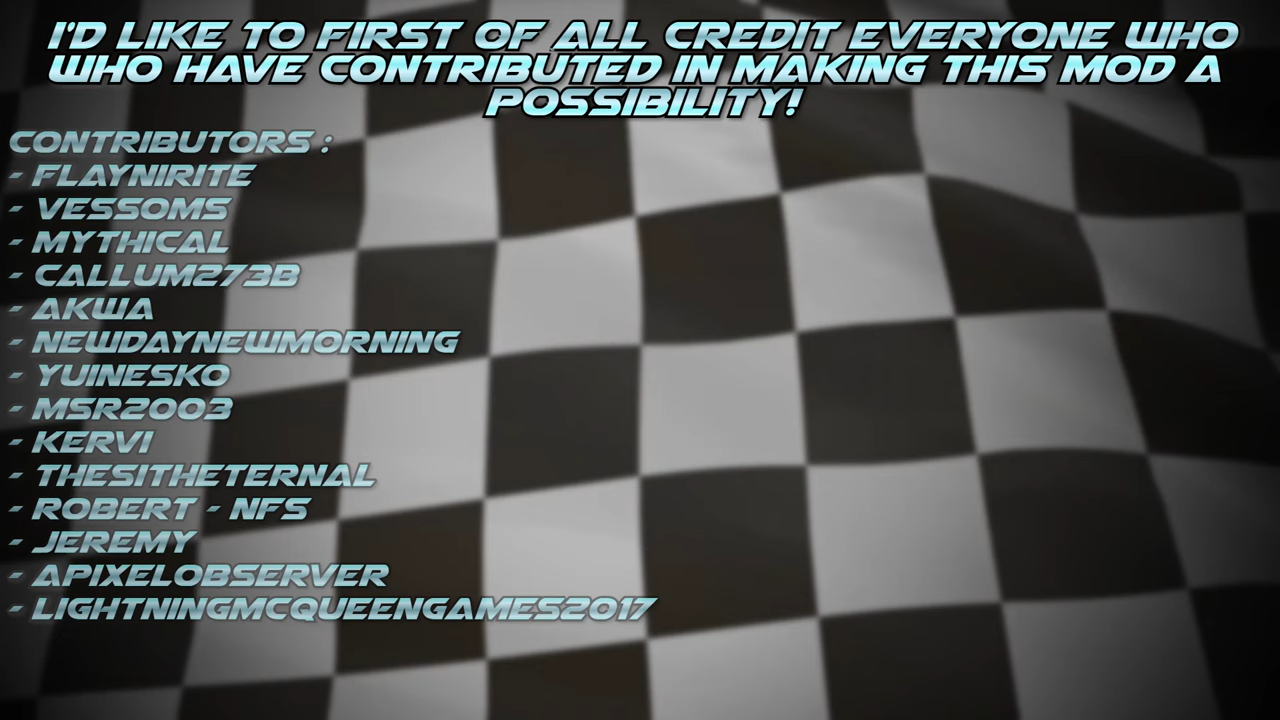 I'D LIKE TO FIRST OF ALL CREDIT EVERYONE WHO
WHO HAVE CONTRIBUTED IN MAKING THIS MOD A
POSSIBILITY!
CONTRIBUTORS :
- FLAYNIRITE
- VESSOMS
- MYTHICAL
- CALLUM273B
- AKWA
- NEWDAYNEWMORNING
- YUINESKO
- MSR2003
- KERVI
- THESITHETERNAL
- ROBERT - NFS
- JEREMY
- APIXELOBSERVER
- LIGHTNINGMCQUEENGAMES2017